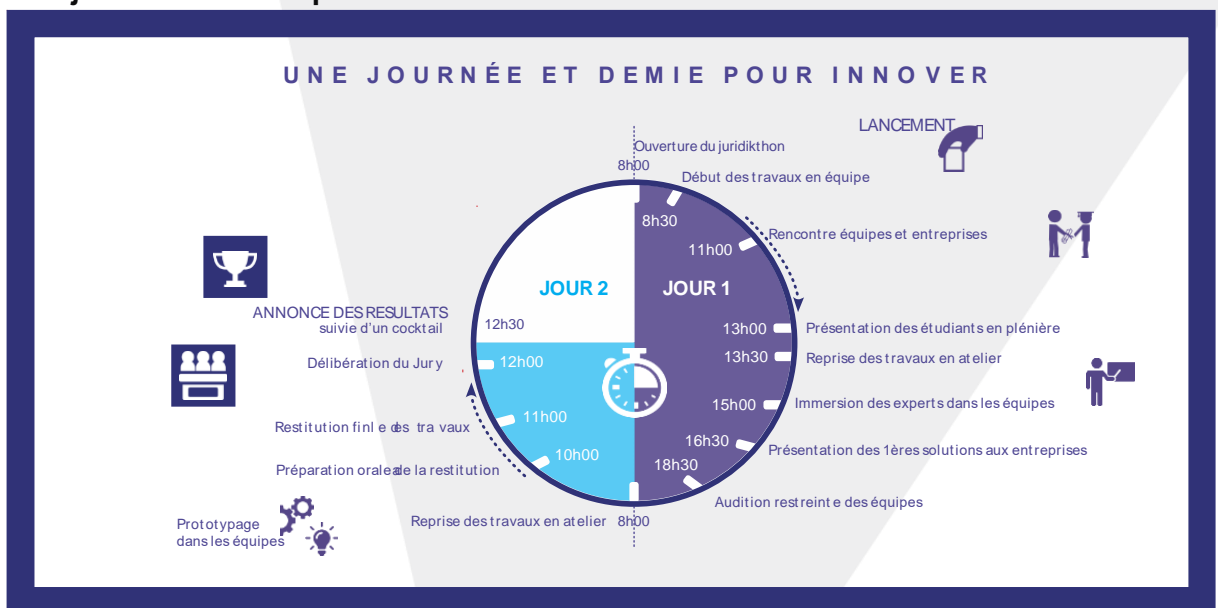 UNE JOURNÉE ET DEMIE POUR INNOVER
LANCEMENT
Ouverture du juridikthon
8h00
Début des travaux en équipe
8h30
Rencontre équipes et entreprises
11h00
JOUR 2
JOUR 1
13h00
Présentation des étudiants en plénière
13h30
Reprise des travaux en atelier
15h00
Immersion des experts dans les équipes
16h30
Présentation des 1ères solutions aux entreprises
18h30
Audition restreinte des équipes
8h00
Reprise des travaux en atelier
Prototypage
dans les équipes
10h00
Préparation orale de la restitution
11h00
Restitution finl e des tra vaux
12h00
Délibération du Jury
12h30
ANNONCE DES RESULTATS
suivie d'un cocktail